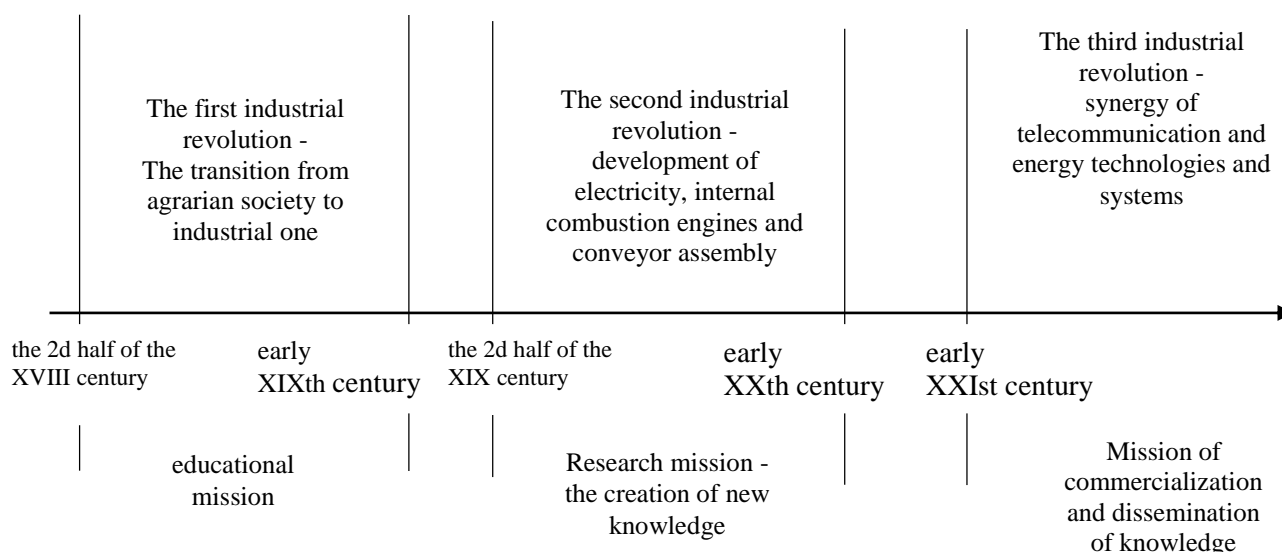 The first industrial
revolution -
The transition from
agrarian society to
industrial one
The second industrial
revolution -
development of
electricity, internal
combustion engines and
conveyor assembly
The third industrial
revolution -
synergy of
telecommunication and
energy technologies and
systems
the 2d half of the
XVIII century
early
XIXth century
the 2d half of the
XIX century
early
XXth century
early
XXIst century
educational
mission
Research mission -
the creation of new
knowledge
Mission of
commercialization
and dissemination
of knowledge